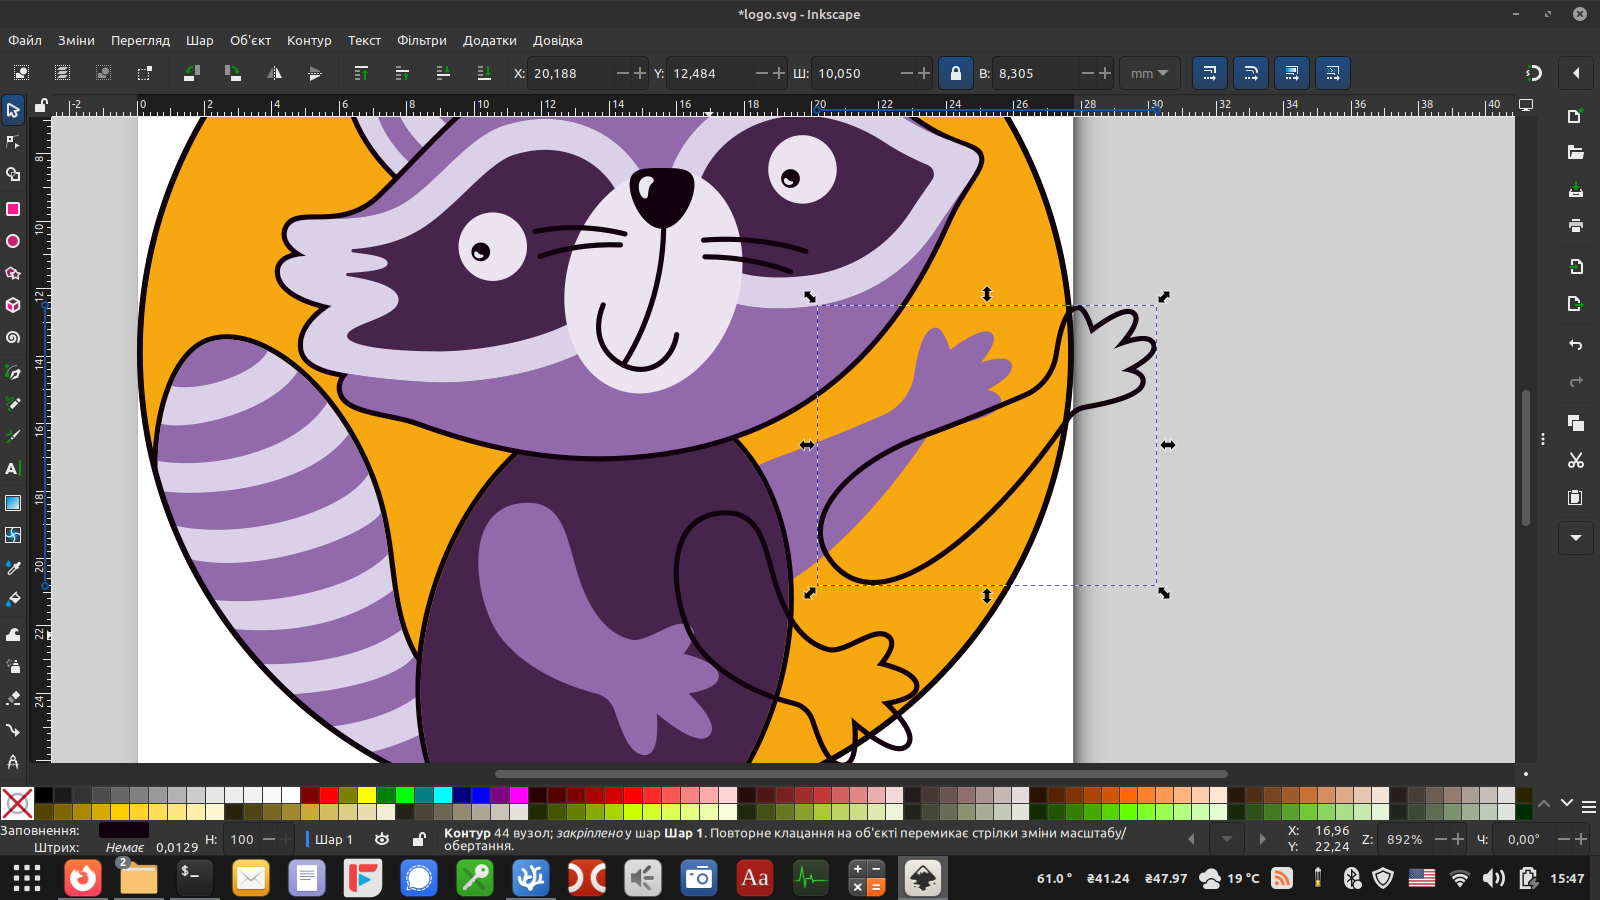 *logo.svg - Inkscape
Файл Зміни Перегляд Шар Об'єкт Контур Текст Фільтри Додатки Довідка
X: 20,188 Y: 12,484 Ш: 10,050 В: 8,305 mm
-2 0 2 4 6 8 10 12 14 16 18 20 22 24 26 28 30 32 34 36 38 40
8
10
12
14
16
18
20
22
24
Заповнення:
Штрих: Немає 0,0129
Н: 100
Шар 1
Контур 44 вузол; закріплено у шар Шар 1. Повторне клацання на об'єкті перемикає стрілки зміни масштабу/
обертання.
X: 16,96
Y: 22,24
Z: 892%
Ч: 0,00°
2
$_
Aa
61.0 ° ₴41.24 ₴47.97 19 °C 15:47